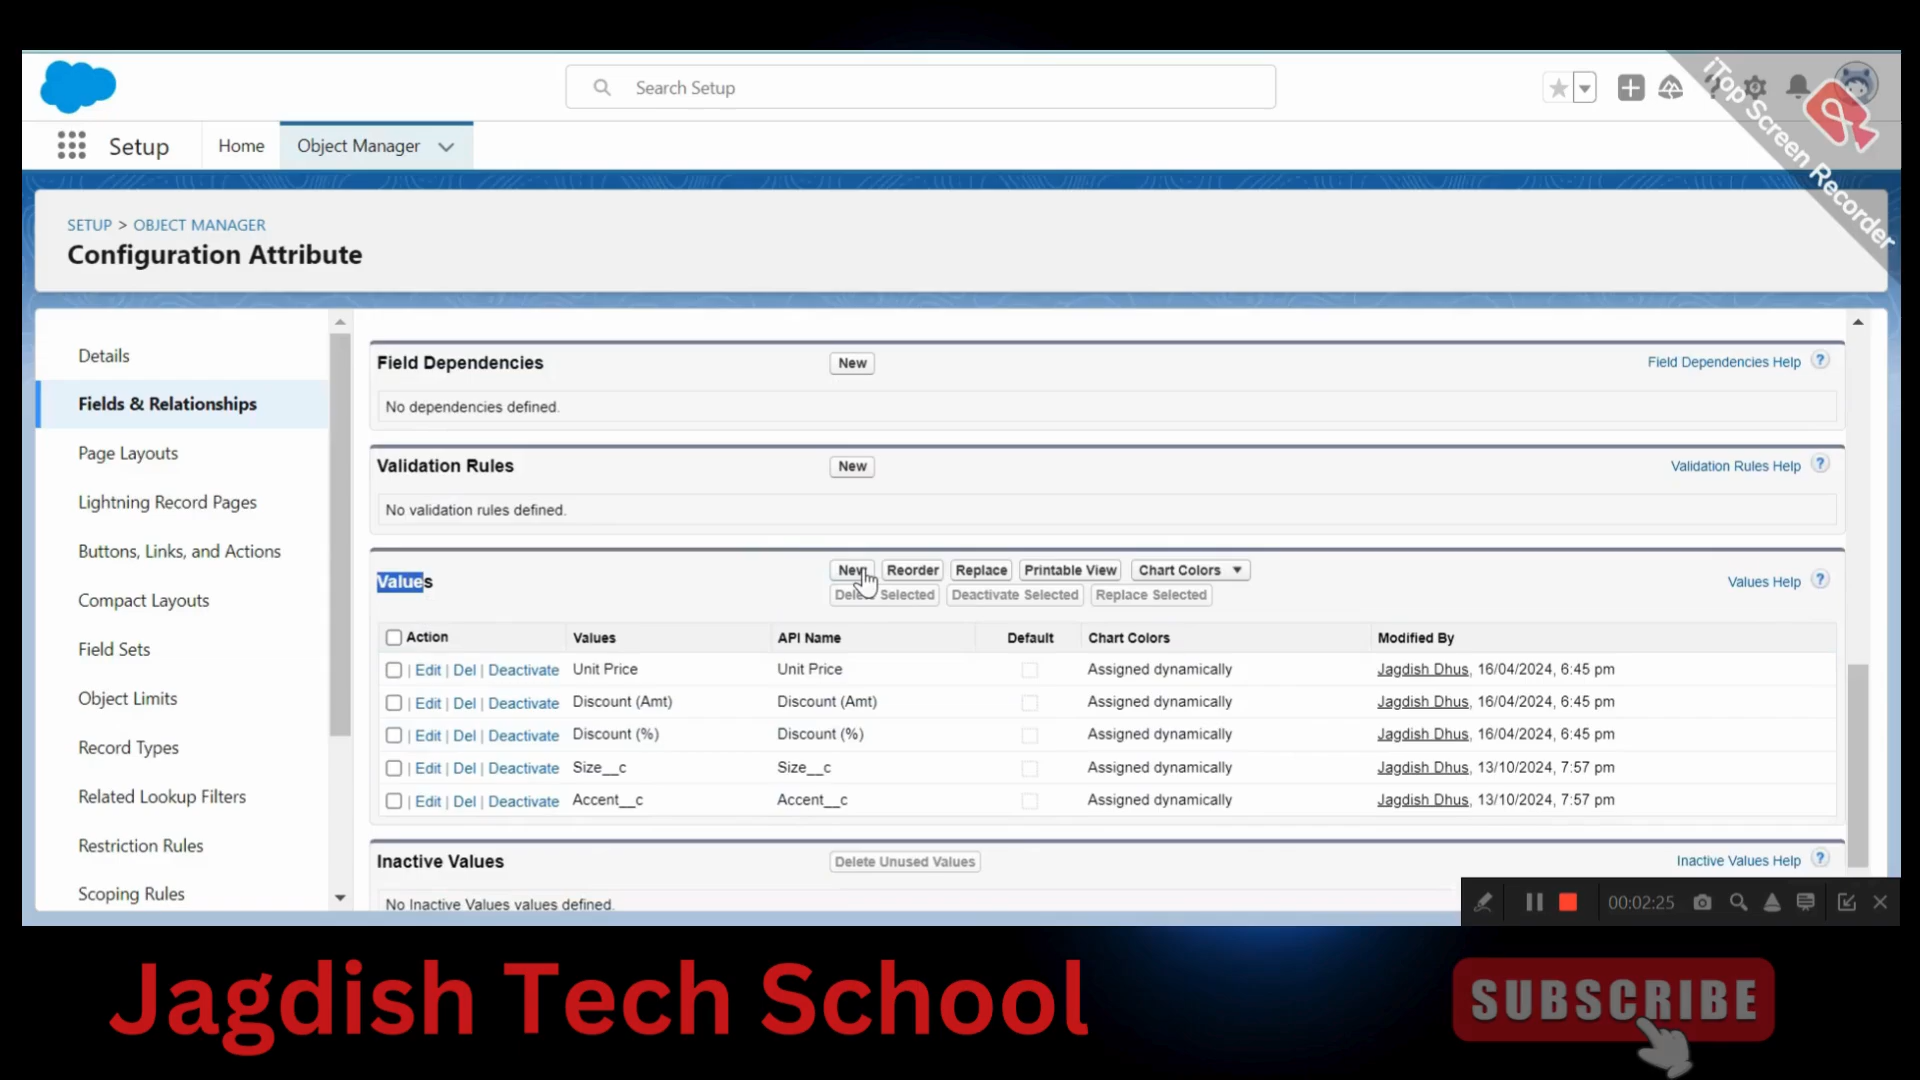 Search Setup
iTop Screen Recorder
Setup Home Object Manager
SETUP > OBJECT MANAGER
Configuration Attribute
Details
Fields & Relationships
Page Layouts
Lightning Record Pages
Buttons, Links, and Actions
Compact Layouts
Field Sets
Object Limits
Record Types
Related Lookup Filters
Restriction Rules
Scoping Rules
Field Dependencies New Field Dependencies Help ?
No dependencies defined.
Validation Rules New Validation Rules Help ?
No validation rules defined.
Values New Reorder Replace Printable View Chart Colors Values Help ?
Delete Selected Deactivate Selected Replace Selected
Action Values API Name Default Chart Colors Modified By
| Edit | Del | Deactivate Unit Price Unit Price Assigned dynamically Jagdish Dhus, 16/04/2024, 6:45 pm
| Edit | Del | Deactivate Discount (Amt) Discount (Amt) Assigned dynamically Jagdish Dhus, 16/04/2024, 6:45 pm
| Edit | Del | Deactivate Discount (%) Discount (%) Assigned dynamically Jagdish Dhus, 16/04/2024, 6:45 pm
| Edit | Del | Deactivate Size__c Size__c Assigned dynamically Jagdish Dhus, 13/10/2024, 7:57 pm
| Edit | Del | Deactivate Accent__c Accent__c Assigned dynamically Jagdish Dhus, 13/10/2024, 7:57 pm
Inactive Values Delete Unused Values Inactive Values Help ?
No Inactive Values values defined.
00:02:25
Jagdish Tech School
SUBSCRIBE